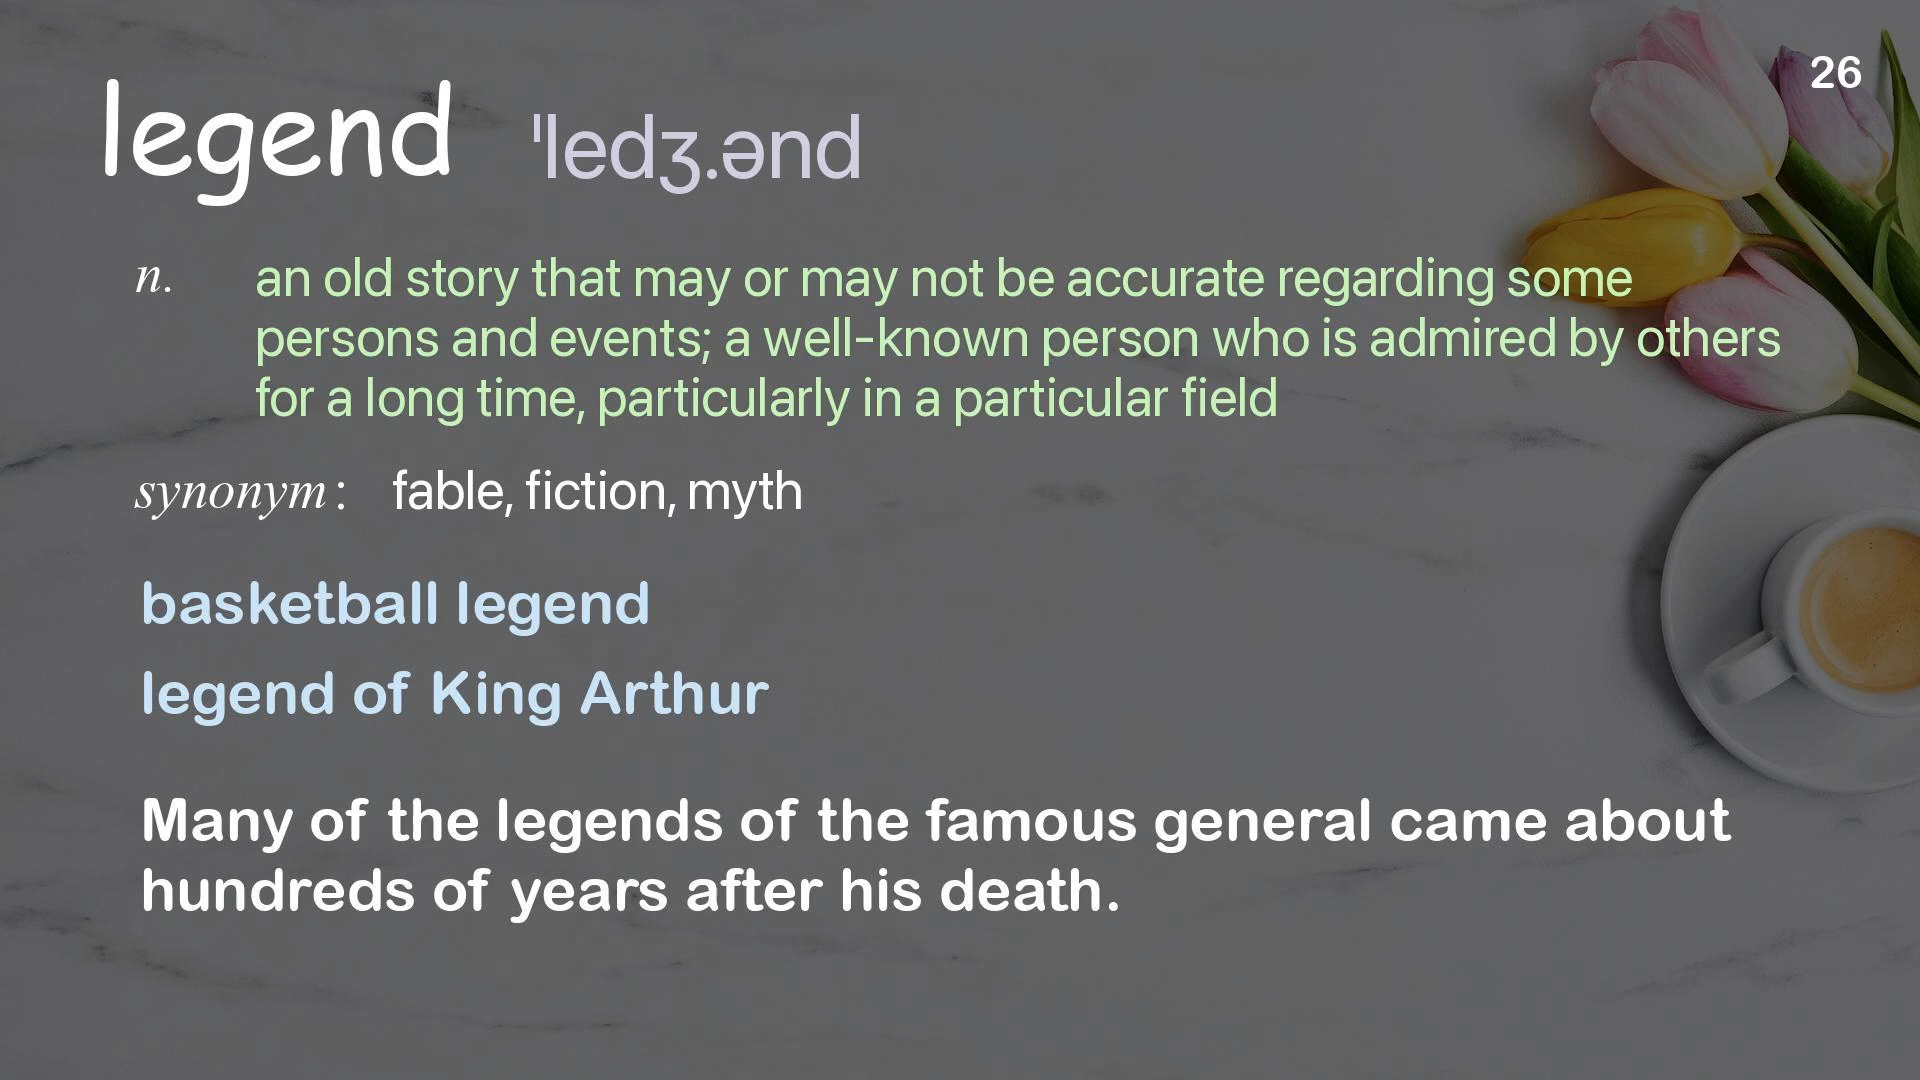 26
legend ˈledʒ.ənd
n. an old story that may or may not be accurate regarding some
persons and events; a well-known person who is admired by others
for a long time, particularly in a particular field
synonym: fable, fiction, myth
basketball legend
legend of King Arthur
Many of the legends of the famous general came about
hundreds of years after his death.